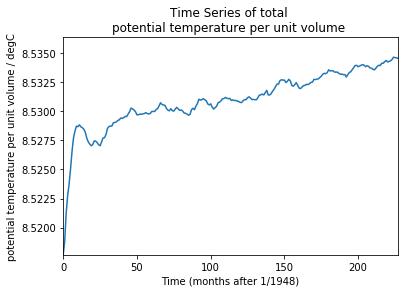 Time Series of total
potential temperature per unit volume
potential temperature per unit volume / degC
8.5350
8.5325
8.5300
8.5275
8.5250
8.5225
8.5200
0 50 100 150 200
Time (months after 1/1948)